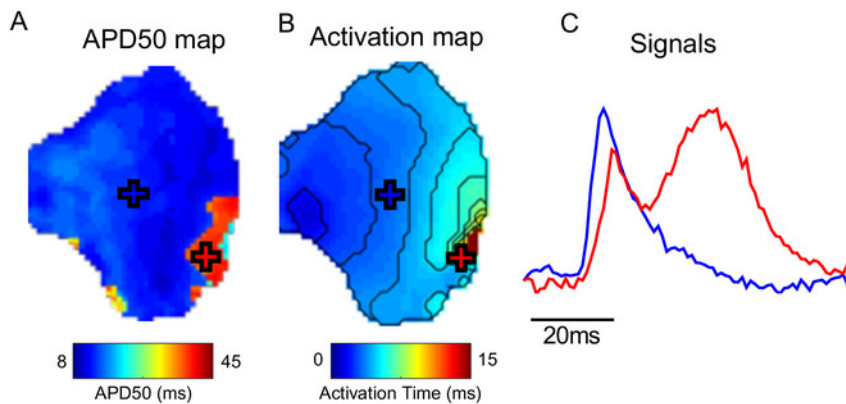 A
APD50 map
B
Activation map
C
Signals
8
45
APD50 (ms)
0
15
Activation Time (ms)
20ms